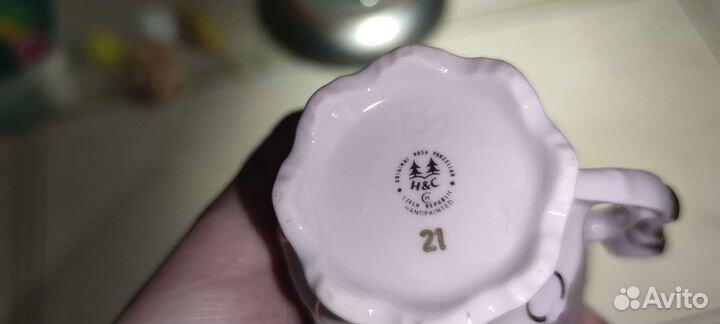 ORIGINAL ROSA PORCELAIN
H&C
CZECH REPUBLIC
HANDPAINTED
21
Avito